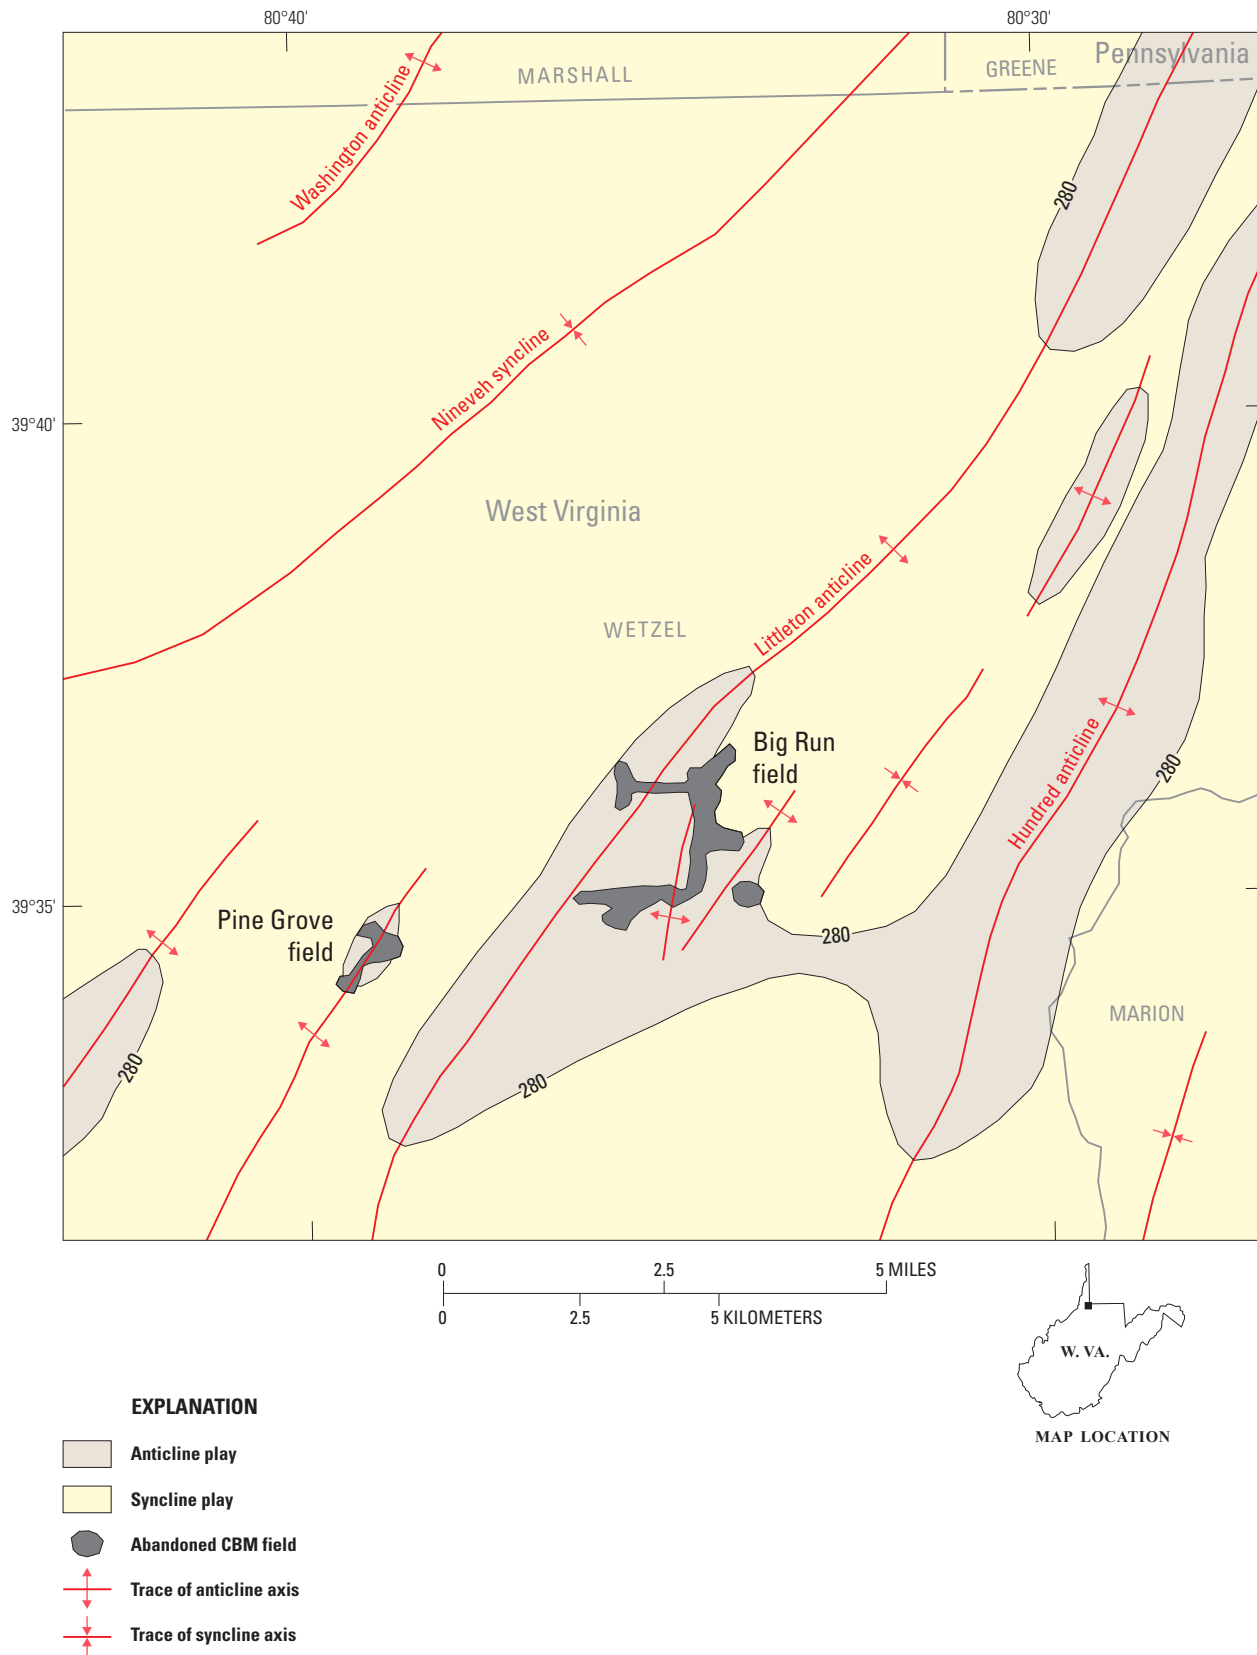 80°40'
80°30'
MARSHALL
GREENE
Pennsylvania
Washington anticline
280
Nineveh syncline
39°40'
West Virginia
Littleton anticline
WETZEL
Big Run
field
Hundred anticline
280
39°35'
Pine Grove
field
280
MARION
280
280
0
2.5
5 MILES
0
2.5
5 KILOMETERS
W. VA.
MAP LOCATION
EXPLANATION
Anticline play
Syncline play
Abandoned CBM field
Trace of anticline axis
Trace of syncline axis